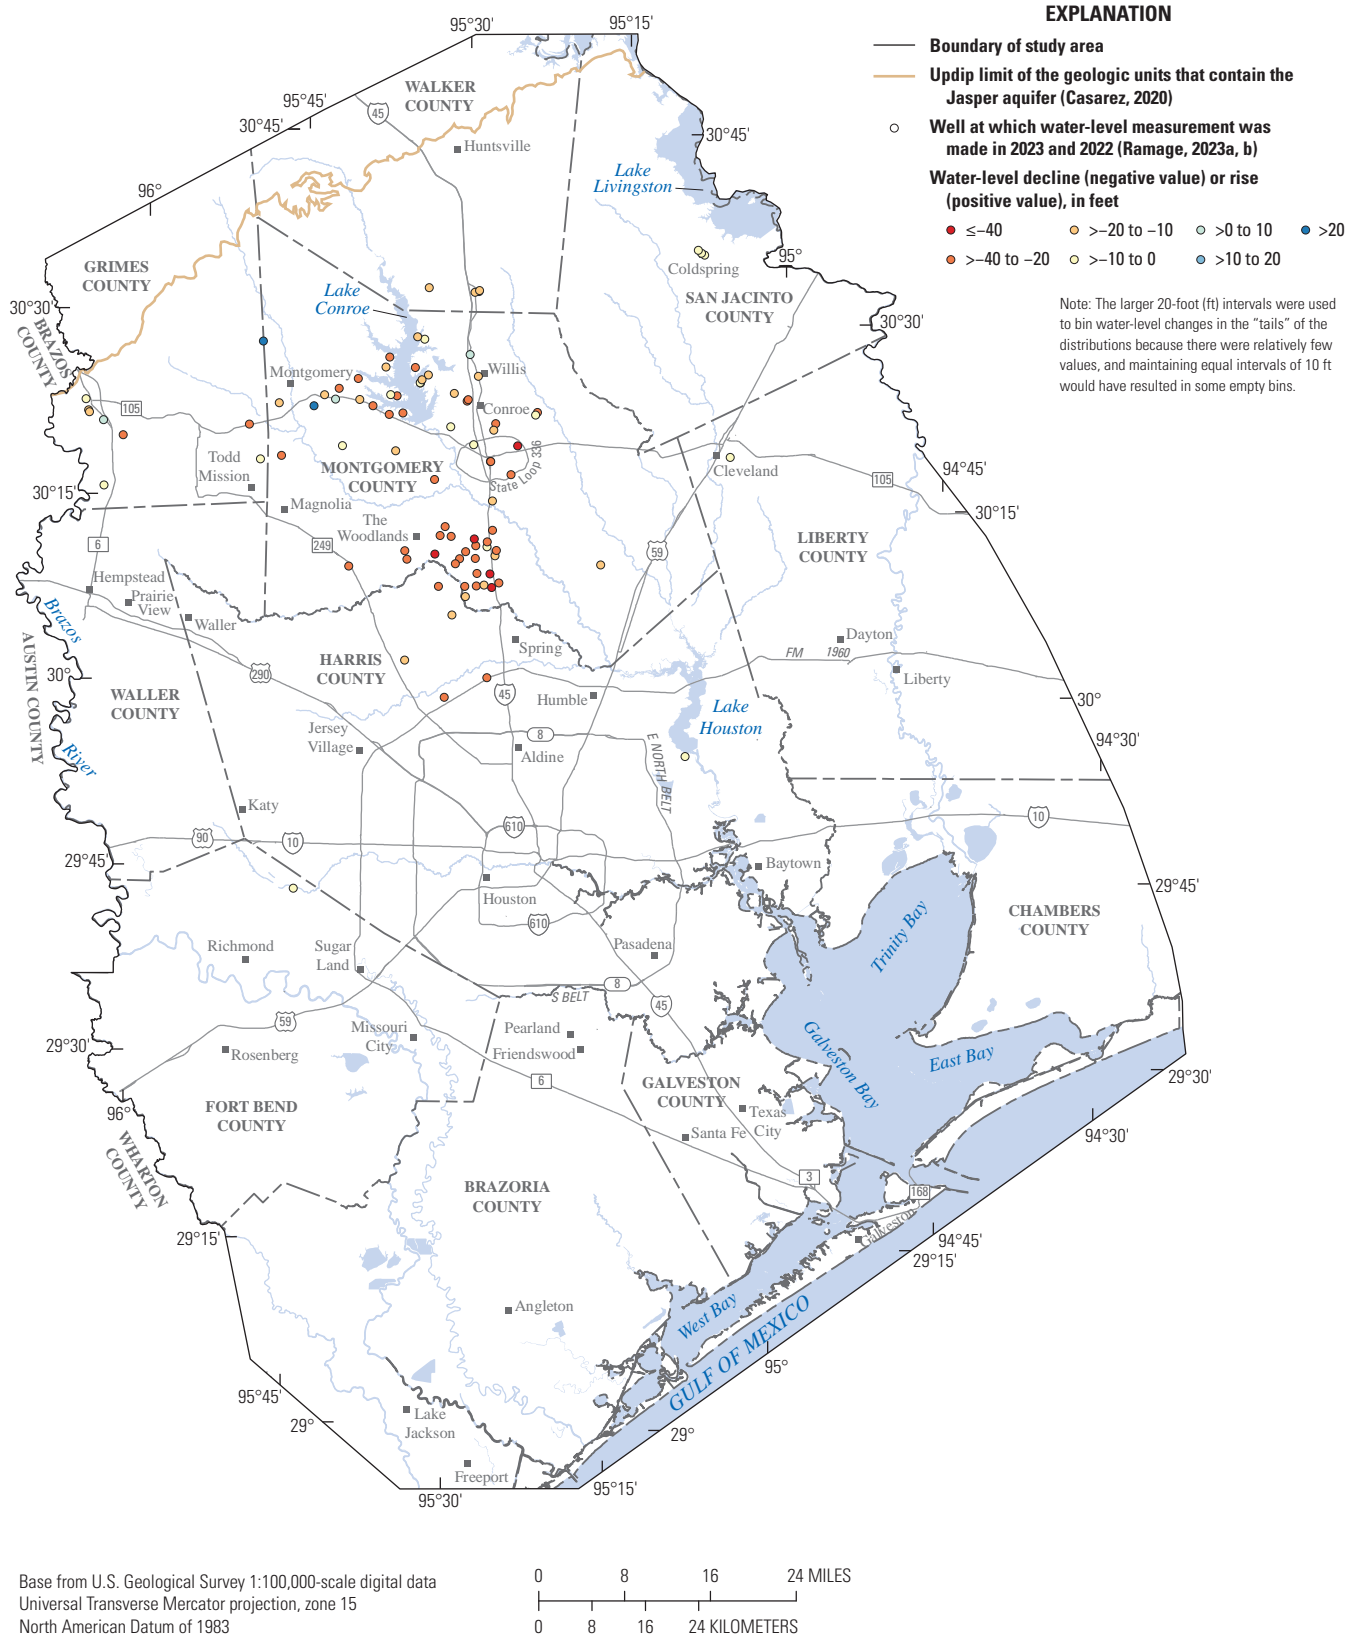 EXPLANATION
Boundary of study area
Updip limit of the geologic units that contain the
Jasper aquifer (Casarez, 2020)
Well at which water-level measurement was
made in 2023 and 2022 (Ramage, 2023a, b)
Water-level decline (negative value) or rise
(positive value), in feet
≤–40
>–20 to –10
>0 to 10
>20
>–40 to –20
>–10 to 0
>10 to 20
Note: The larger 20-foot (ft) intervals were used
to bin water-level changes in the “tails” of the
distributions because there were relatively few
values, and maintaining equal intervals of 10 ft
would have resulted in some empty bins.
95°30'
95°15'
95°45'
30°45'
96°
30°45'
95°
30°30'
30°30'
94°45'
30°15'
30°15'
30°
30°
94°30'
29°45'
29°45'
29°30'
29°30'
96°
94°30'
29°15'
94°45'
29°15'
95°45'
95°
29°
29°
95°30'
95°15'
WALKER
COUNTY
45
Huntsville
Lake
Livingston
Coldspring
SAN JACINTO
COUNTY
GRIMES
COUNTY
Lake
Conroe
BRAZOS
COUNTY
Montgomery
Willis
105
Conroe
State Loop 336
Todd
Mission
MONTGOMERY
COUNTY
Cleveland
105
Magnolia
The
Woodlands
LIBERTY
COUNTY
6
249
59
Hempstead
Prairie
View
Waller
Brazos
AUSTIN COUNTY
Dayton
FM 1960
Liberty
Spring
HARRIS
COUNTY
290
WALLER
COUNTY
45
Humble
Lake
Houston
River
Jersey
Village
8
Aldine
E NORTH BELT
Katy
90
10
610
10
Baytown
Houston
610
CHAMBERS
COUNTY
Trinity Bay
Richmond
Sugar
Land
Pasadena
8
S BELT
45
59
Missouri
City
Pearland
Friendswood
Rosenberg
Galveston Bay
East Bay
6
GALVESTON
COUNTY
Texas
City
Santa Fe
FORT BEND
COUNTY
WHARTON
COUNTY
3
168
BRAZORIA
COUNTY
Galveston
Angleton
West Bay
GULF OF MEXICO
Lake
Jackson
Freeport
Base from U.S. Geological Survey 1:100,000-scale digital data
Universal Transverse Mercator projection, zone 15
North American Datum of 1983
0 8 16 24 MILES
0 8 16 24 KILOMETERS